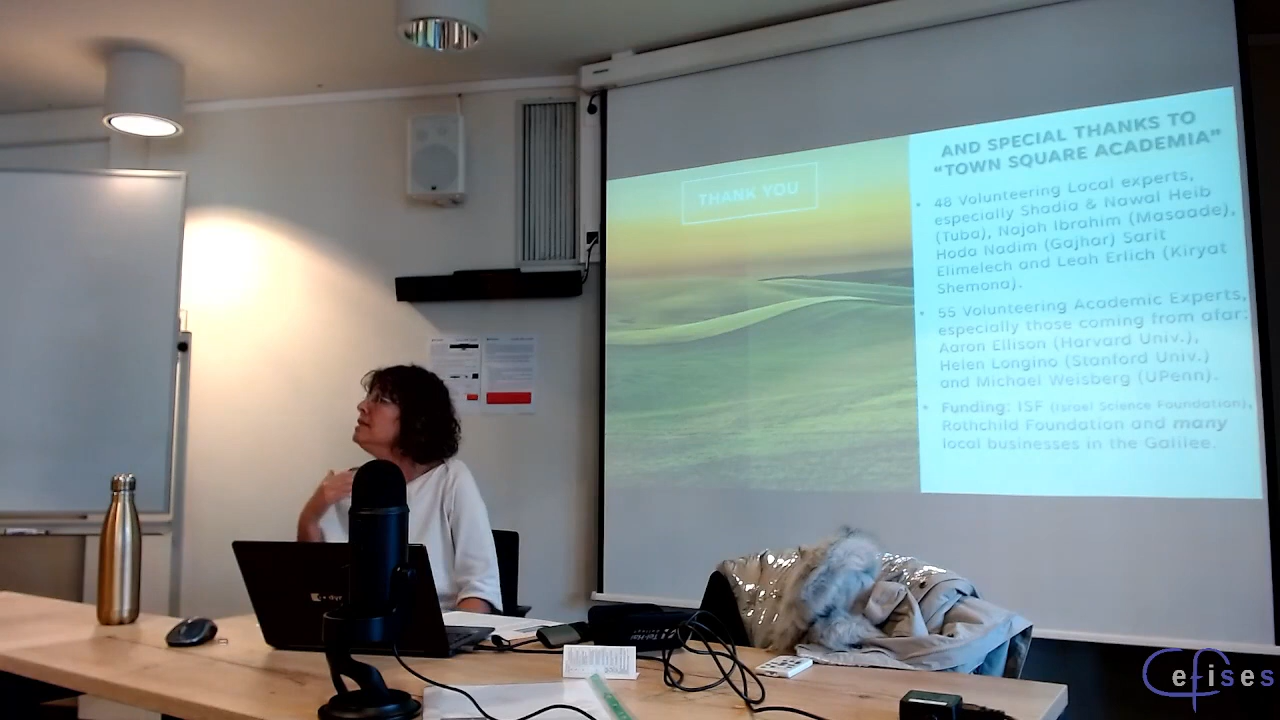 THANK YOU
AND SPECIAL THANKS TO
"TOWN SQUARE ACADEMIA"
• 48 Volunteering Local experts,
especially Shadia & Nawal Heib
(Tuba), Najah Ibrahim (Masaade),
Hoda Nadim (Gajhar) Sarit
Elimelech and Leah Erlich (Kiryat
Shemona).
• 55 Volunteering Academic Experts,
especially those coming from afar:
Aaron Ellison (Harvard Univ.),
Helen Longino (Stanford Univ.)
and Michael Weisberg (UPenn).
• Funding: ISF (Israel Science Foundation),
Rothchild Foundation and many
local businesses in the Galilee.
Tel-Hai
Cefises